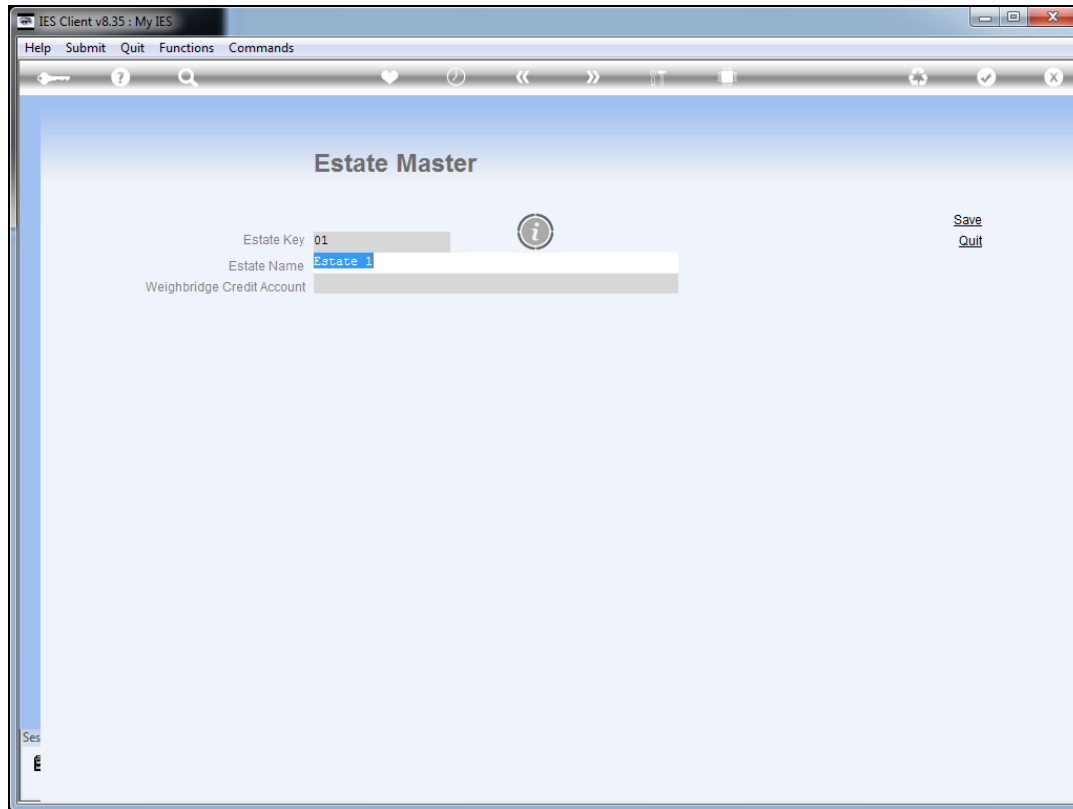 IES Client v8.35 : My IES
Help Submit Quit Functions Commands
Estate Master
Save
Estate Key 01
Quit
Estate Name Estate 1
Weighbridge Credit Account
Ses